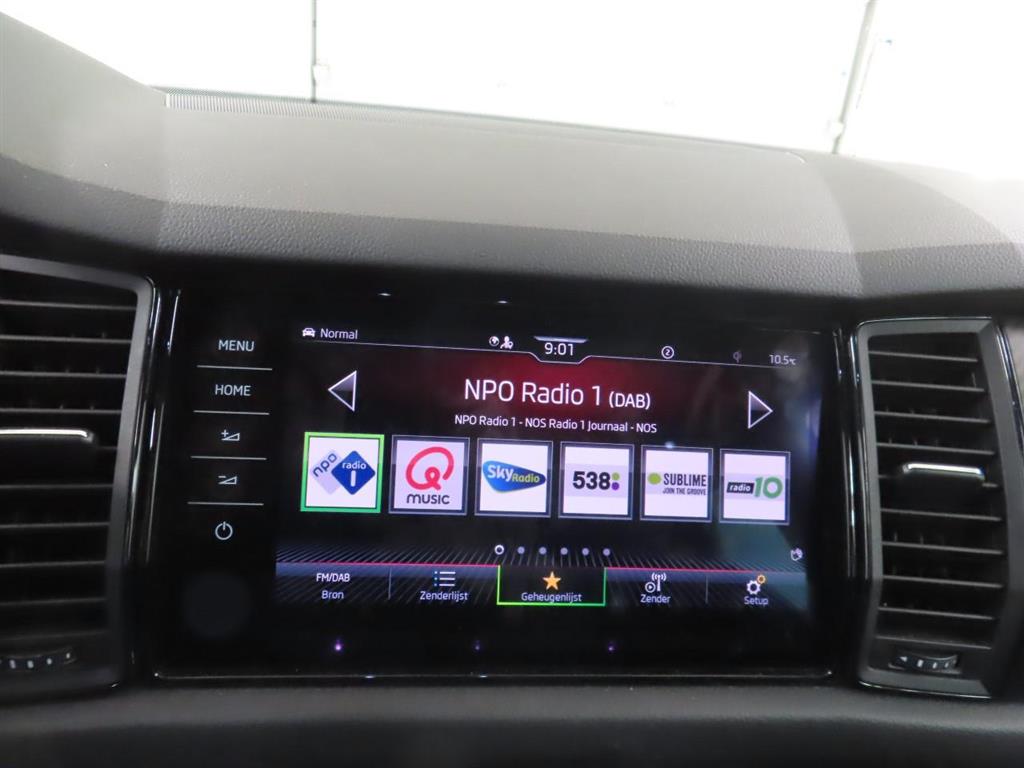 MENU
HOME
Normal
9:01
2
10.5°c
NPO Radio 1 (DAB)
NPO Radio 1 - NOS Radio 1 Journaal - NOS
npo radio 1
Q MUSIC
Sky Radio
538
SUBLIME
JOIN THE GROOVE
radio 10
FM/DAB
Bron
Zenderlijst
Geheugenlijst
Zender
Setup